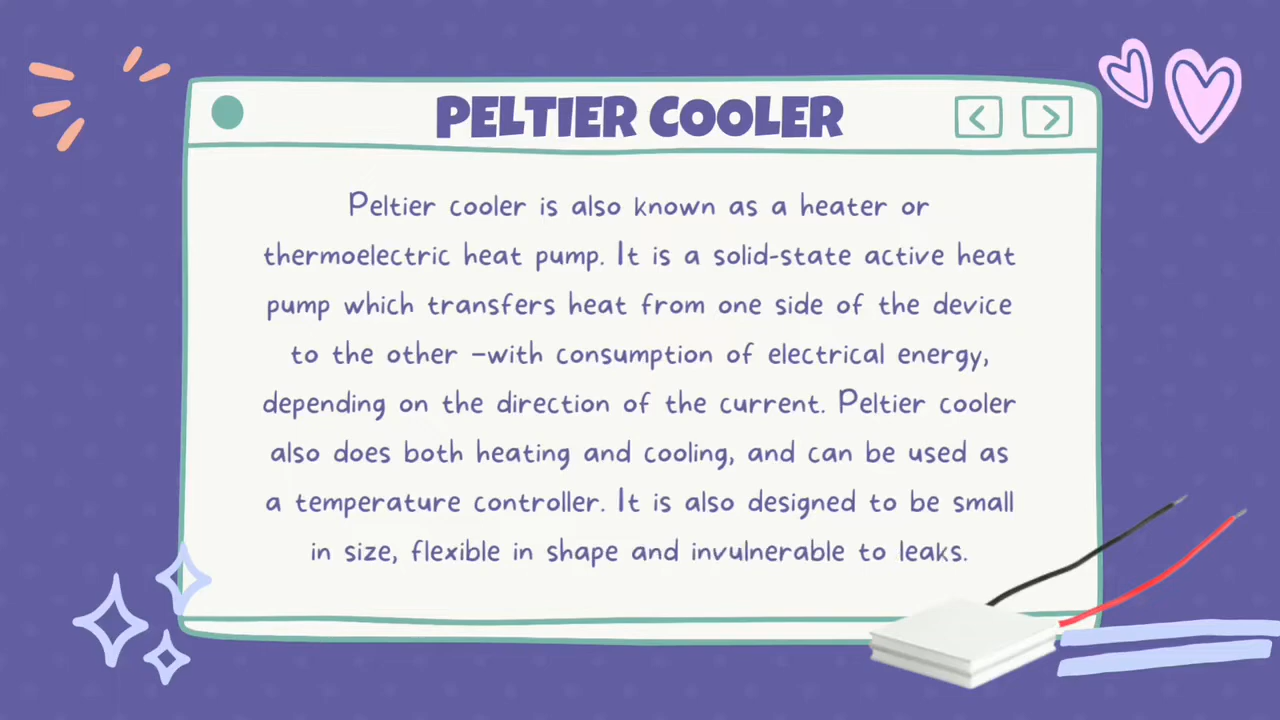 PELTIER COOLER
Peltier cooler is also known as a heater or
thermoelectric heat pump. It is a solid-state active heat
pump which transfers heat from one side of the device
to the other –with consumption of electrical energy,
depending on the direction of the current. Peltier cooler
also does both heating and cooling, and can be used as
a temperature controller. It is also designed to be small
in size, flexible in shape and invulnerable to leaks.